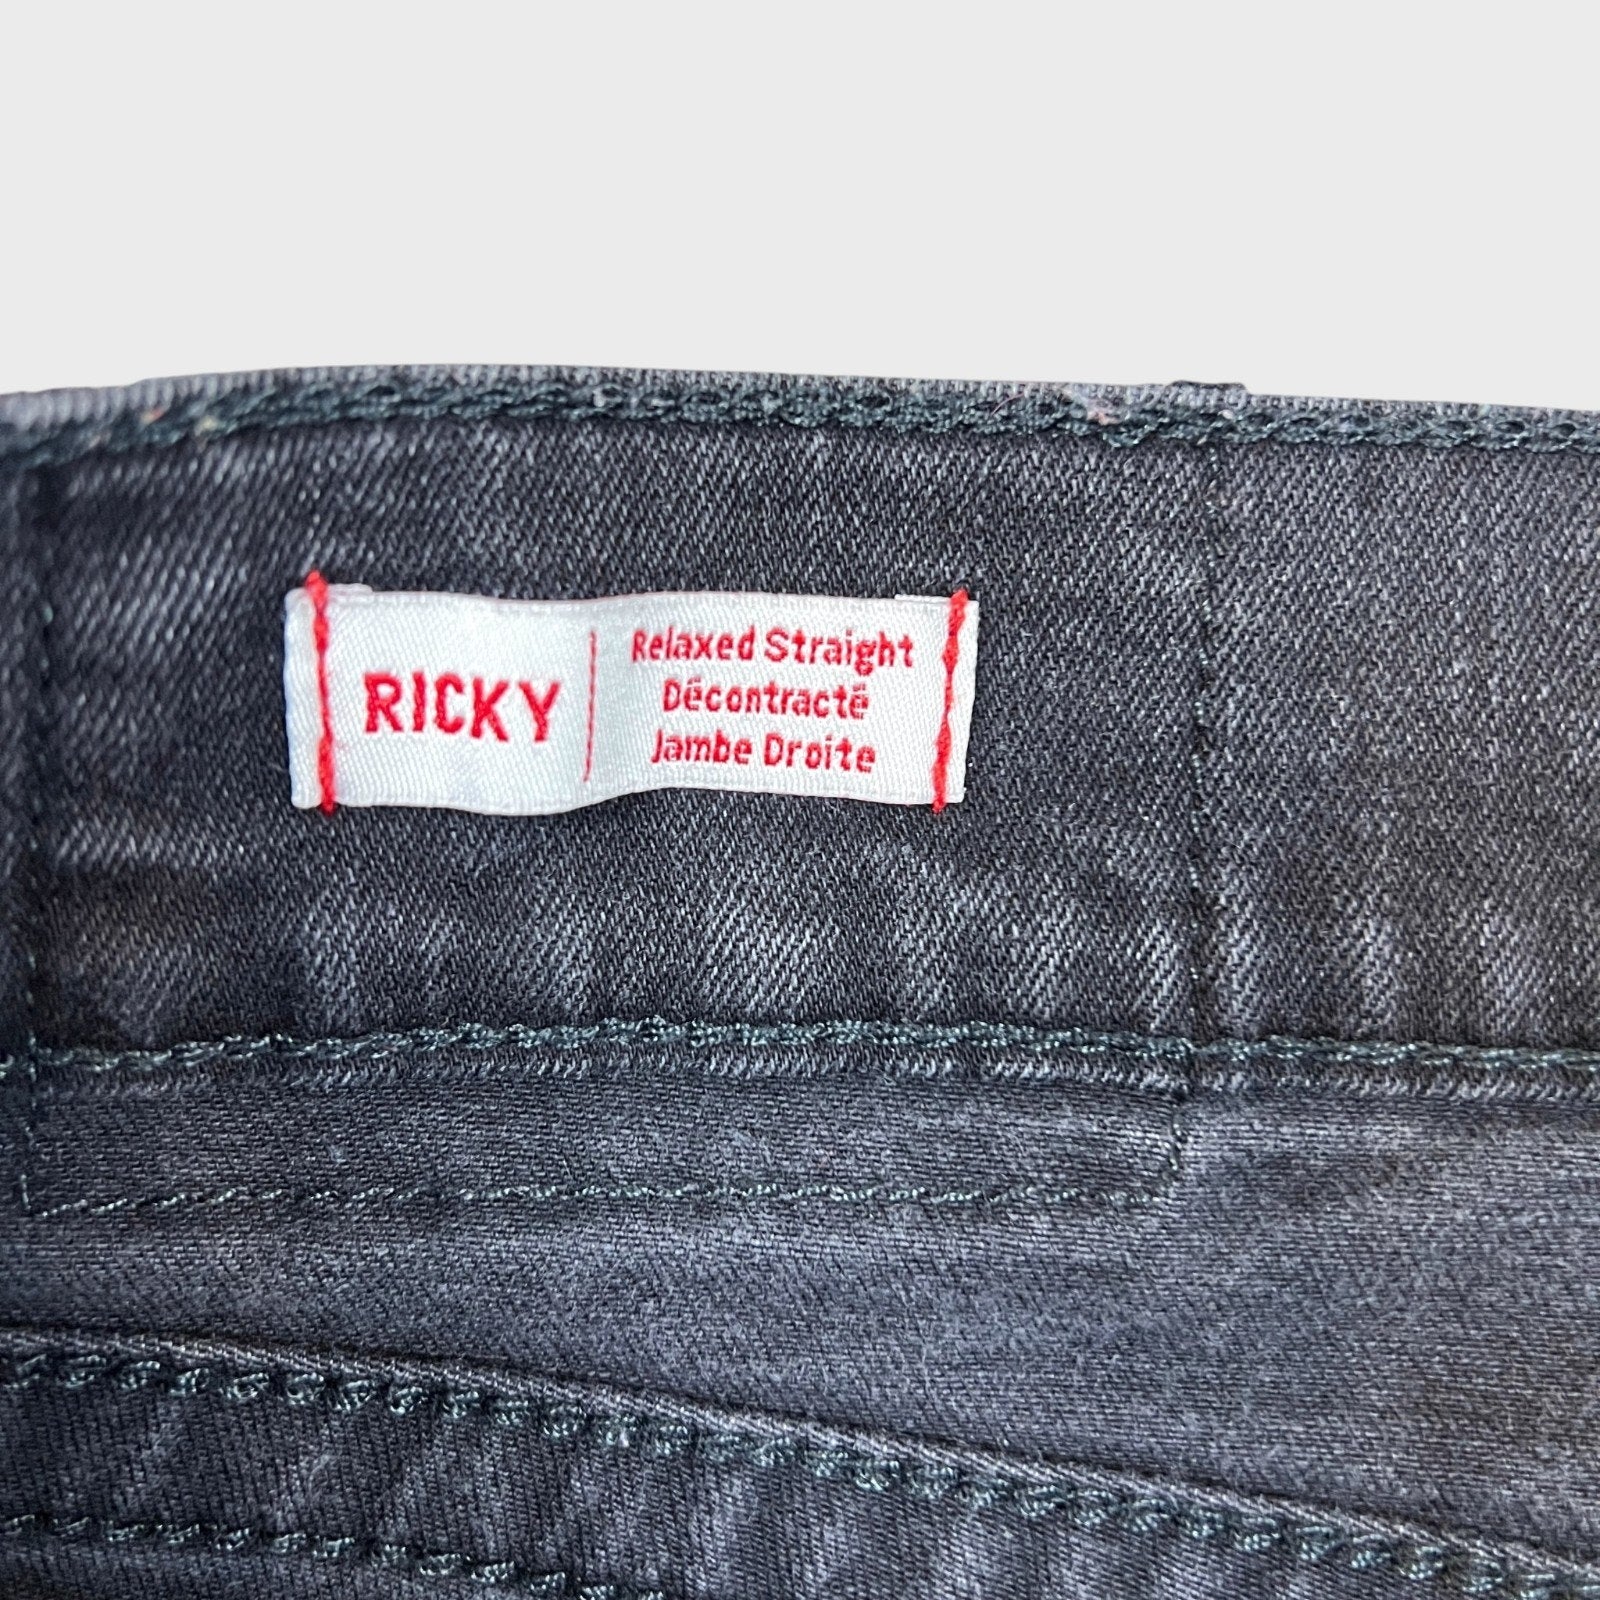 RICKY
Relaxed Straight
Décontracté
Jambe Droite